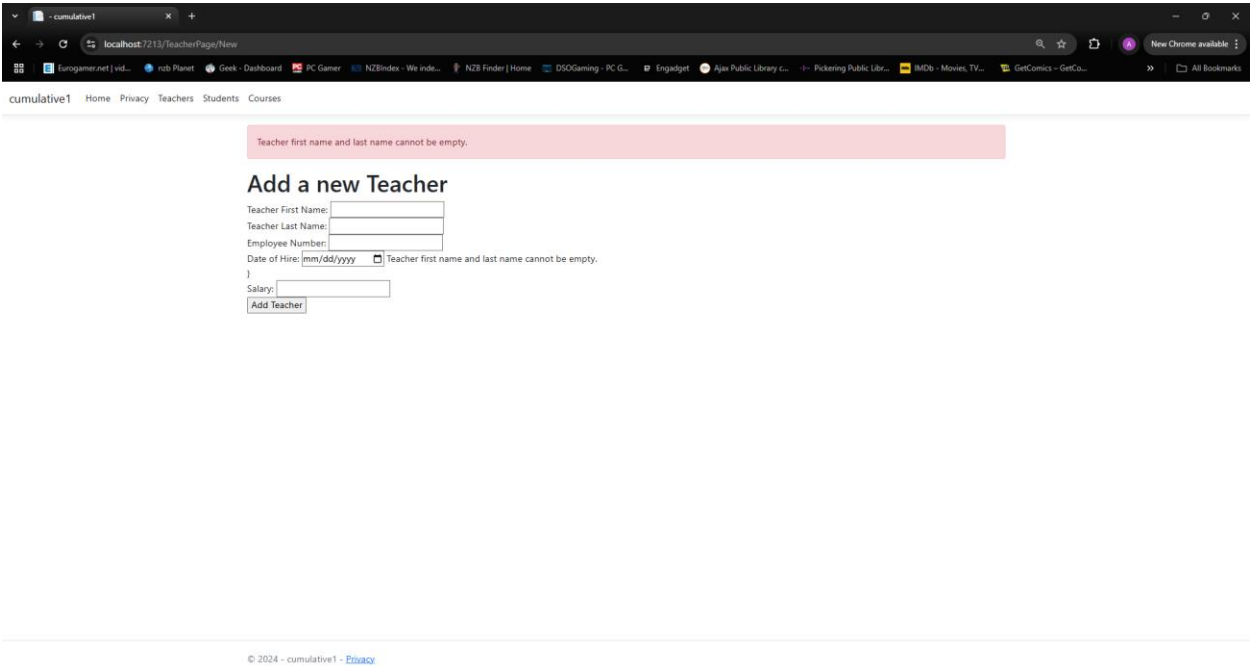 - cumulative1
localhost:7213/TeacherPage/New
New Chrome available
Eurogamer.net | vid... nzb Planet Geek - Dashboard PC Gamer NZBIndex - We inde... NZB Finder | Home DSOGaming - PC G... Engadget Ajax Public Library c... Pickering Public Libr... IMDb - Movies, TV... GetComics – GetCo... All Bookmarks
cumulative1 Home Privacy Teachers Students Courses
Teacher first name and last name cannot be empty.
Add a new Teacher
Teacher First Name:
Teacher Last Name:
Employee Number:
Date of Hire: mm/dd/yyyy Teacher first name and last name cannot be empty.
}
Salary:
Add Teacher
© 2024 - cumulative1 - Privacy